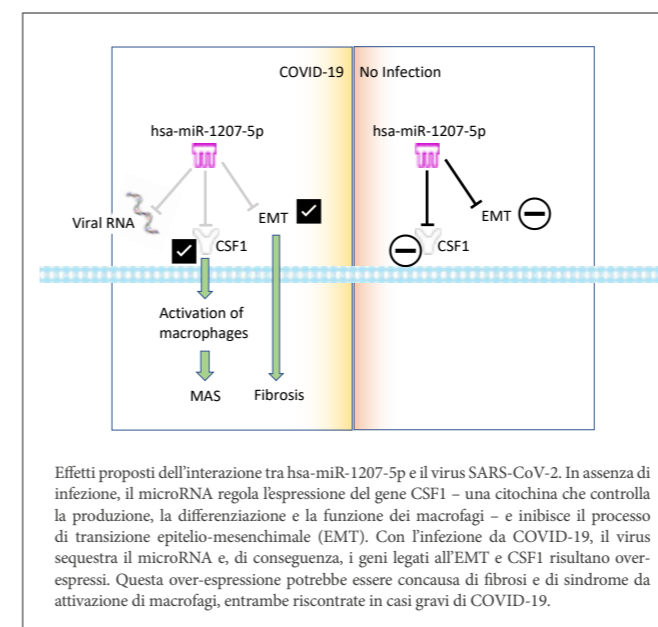 COVID-19 No Infection
hsa-miR-1207-5p hsa-miR-1207-5p
Viral RNA EMT EMT
CSF1 CSF1
Activation of
macrophages
MAS Fibrosis
Effetti proposti dell'interazione tra hsa-miR-1207-5p e il virus SARS-CoV-2. In assenza di
infezione, il microRNA regola l'espressione del gene CSF1 – una citochina che controlla
la produzione, la differenziazione e la funzione dei macrofagi – e inibisce il processo
di transizione epitelio-mesenchimale (EMT). Con l'infezione da COVID-19, il virus
sequestra il microRNA e, di conseguenza, i geni legati all'EMT e CSF1 risultano over-
espressi. Questa over-espressione potrebbe essere concausa di fibrosi e di sindrome da
attivazione di macrofagi, entrambe riscontrate in casi gravi di COVID-19.